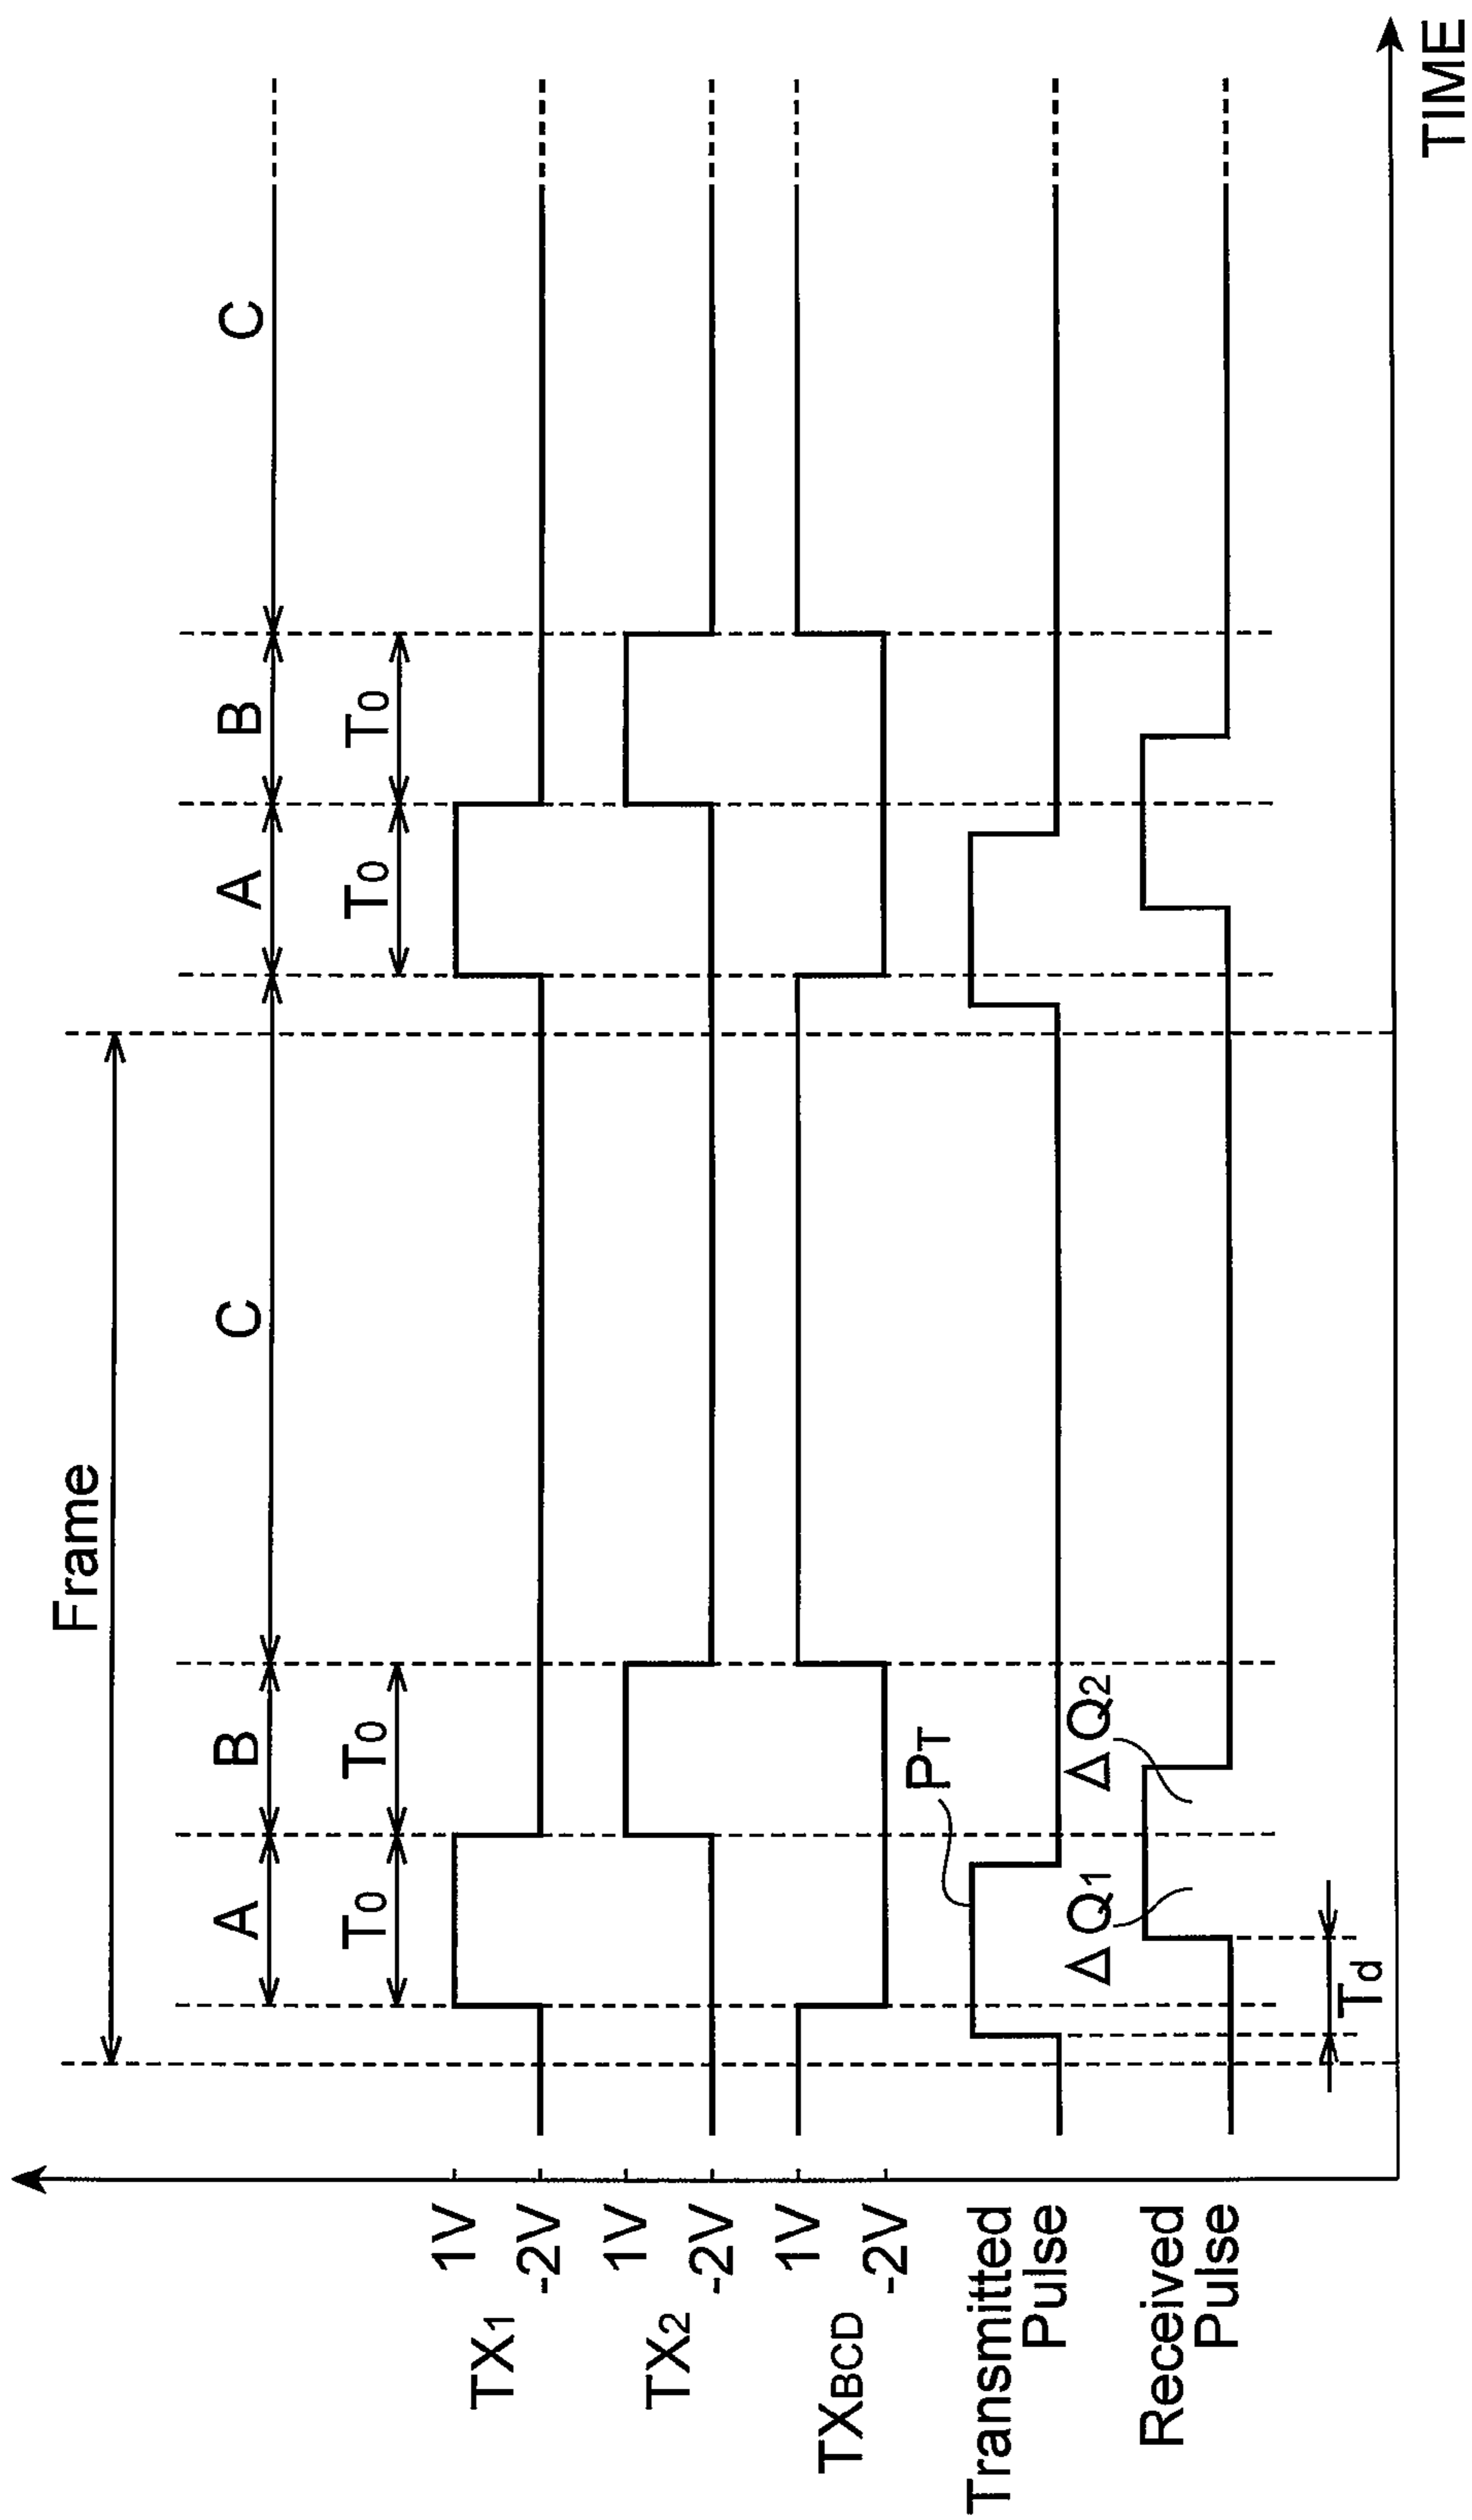 Frame
A B C A B C
T0 T0 T0 T0
1V
TX1
-2V
1V
TX2
-2V
1V
TXBCD
-2V
PT
Transmitted
Pulse
ΔQ1 ΔQ2
Received
Pulse
Td
TIME